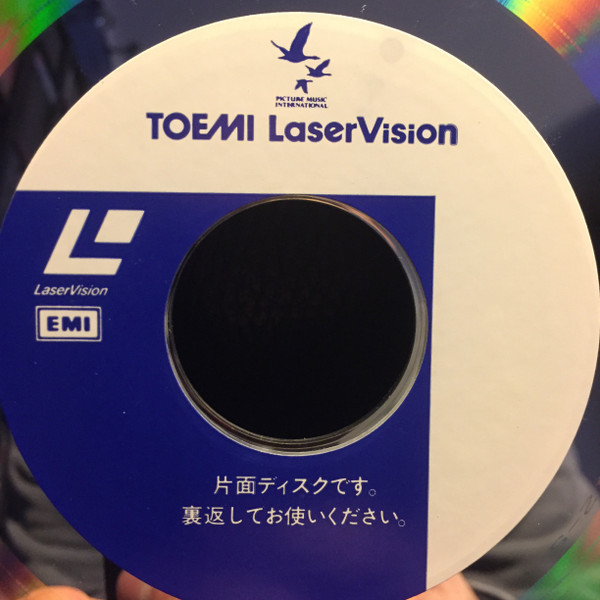 PICTURE MUSIC
INTERNATIONAL
TOEMI LaserVision
LaserVision
EMI
片面ディスクです。
裏返してお使いください。